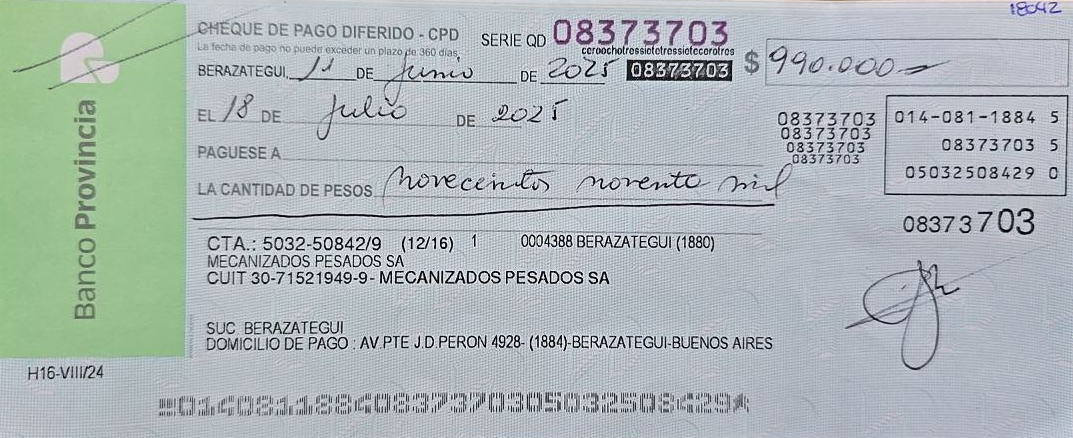 18042
CHEQUE DE PAGO DIFERIDO - CPD
La fecha de pago no puede exceder un plazo de 360 días.
SERIE QD 08373703
ceroochotressietetressietecerotres
BERAZATEGUI, 11 DE Junio DE 2025 08373703 $ 990.000
EL 18 DE Julio DE 2025
PAGUESE A
LA CANTIDAD DE PESOS novecientos noventa mil
08373703
08373703
08373703
08373703
014-081-1884 5
08373703 5
05032508429 0
08373703
CTA.: 5032-50842/9 (12/16) 1 0004388 BERAZATEGUI (1880)
MECANIZADOS PESADOS SA
CUIT 30-71521949-9- MECANIZADOS PESADOS SA
SUC BERAZATEGUI
DOMICILIO DE PAGO : AV.PTE J.D.PERON 4928- (1884)-BERAZATEGUI-BUENOS AIRES
Banco Provincia
H16-VIII/24
01408118840837370305032508429